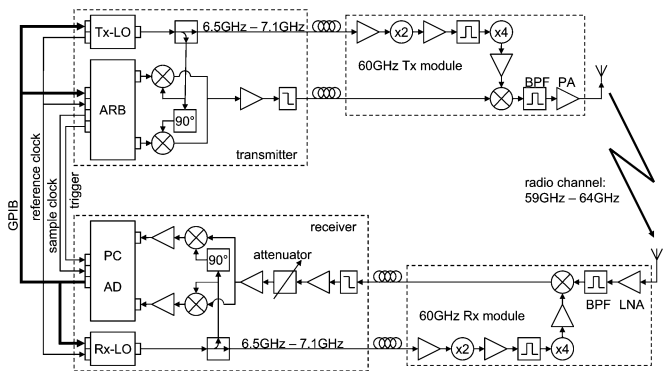 Tx-LO
6.5GHz – 7.1GHz
x2
x4
60GHz Tx module
BPF PA
ARB
90°
transmitter
GPIB
reference clock
sample clock
trigger
radio channel:
59GHz – 64GHz
receiver
PC
AD
90°
attenuator
BPF LNA
60GHz Rx module
Rx-LO
6.5GHz – 7.1GHz
x2
x4